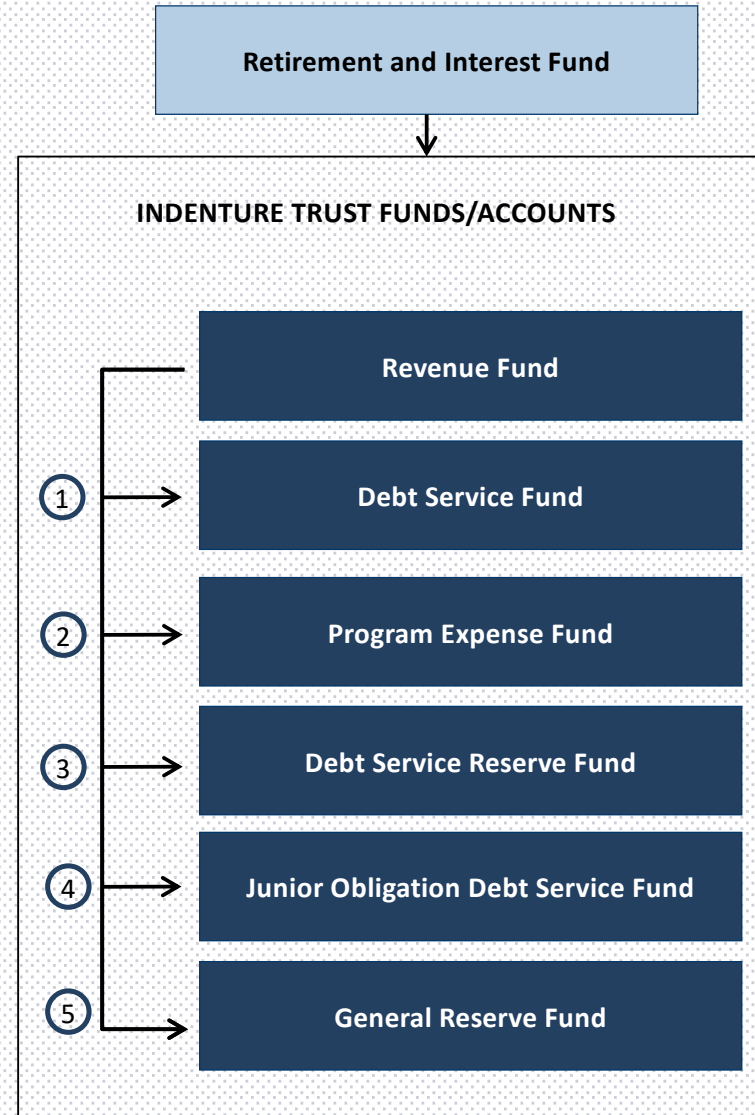 Retirement and Interest Fund
INDENTURE TRUST FUNDS/ACCOUNTS
Revenue Fund
1
Debt Service Fund
2
Program Expense Fund
3
Debt Service Reserve Fund
4
Junior Obligation Debt Service Fund
5
General Reserve Fund